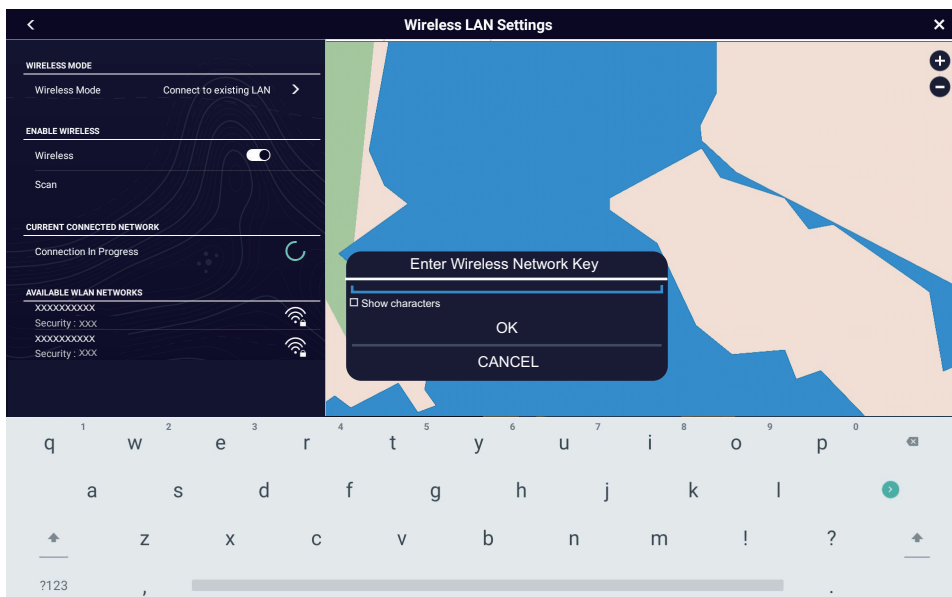 Wireless LAN Settings
WIRELESS MODE
Wireless Mode Connect to existing LAN
ENABLE WIRELESS
Wireless
Scan
CURRENT CONNECTED NETWORK
Connection In Progress
AVAILABLE WLAN NETWORKS
XXXXXXXXXX
Security : XXX
XXXXXXXXXX
Security : XXX
Enter Wireless Network Key
Show characters
OK
CANCEL
1 2 3 4 5 6 7 8 9 0
q w e r t y u i o p
a s d f g h j k l
z x c v b n m ! ?
?123 , .